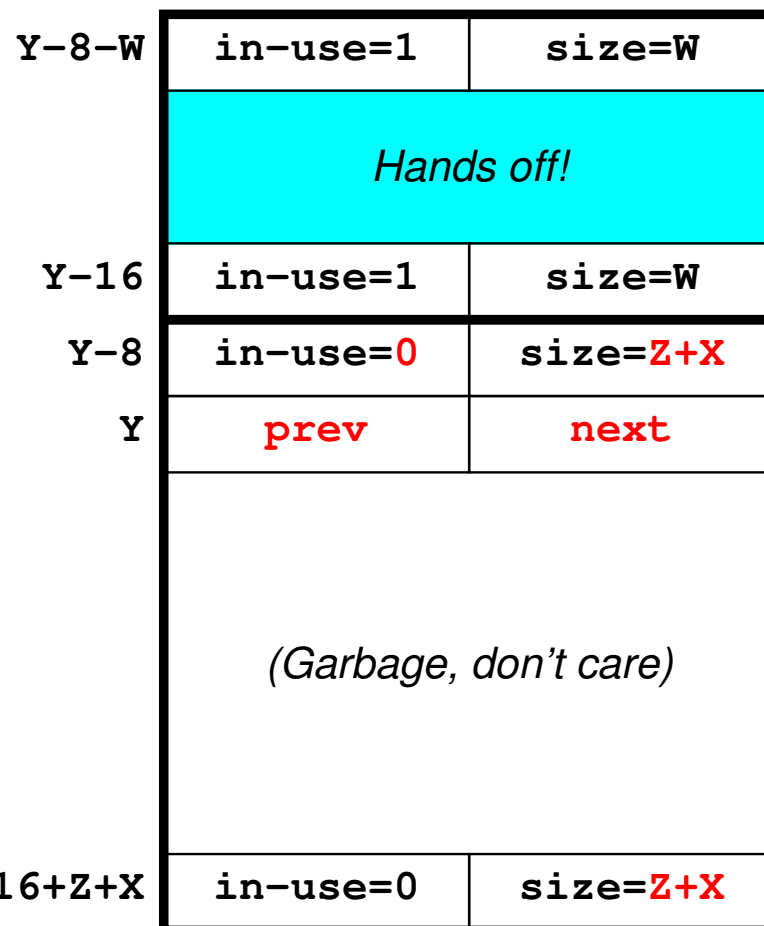 Y−8−W in−use=1 size=W
Hands off!
Y−16 in−use=1 size=W
Y−8 in−use=0 size=Z+X
Y prev next
(Garbage, don’t care)
16+Z+X in−use=0 size=Z+X